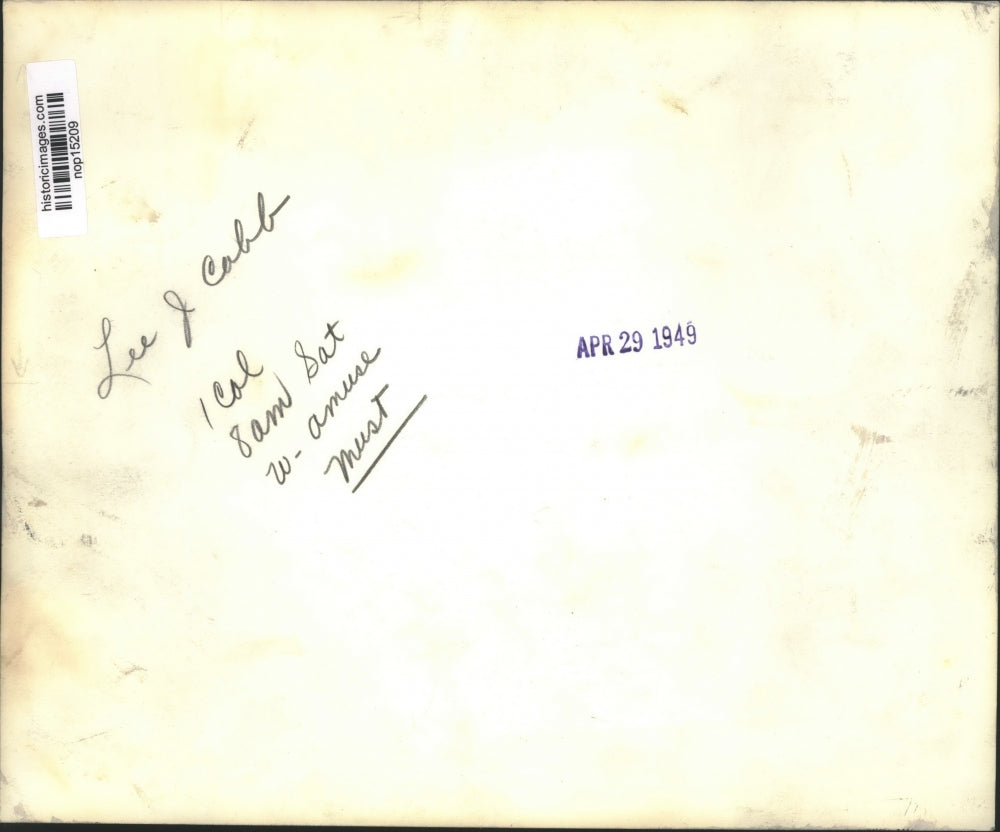 historicimages.com
nop15209
Lee J Cobb
1 Col
8am Sat
w- amuse
must
APR 29 1949